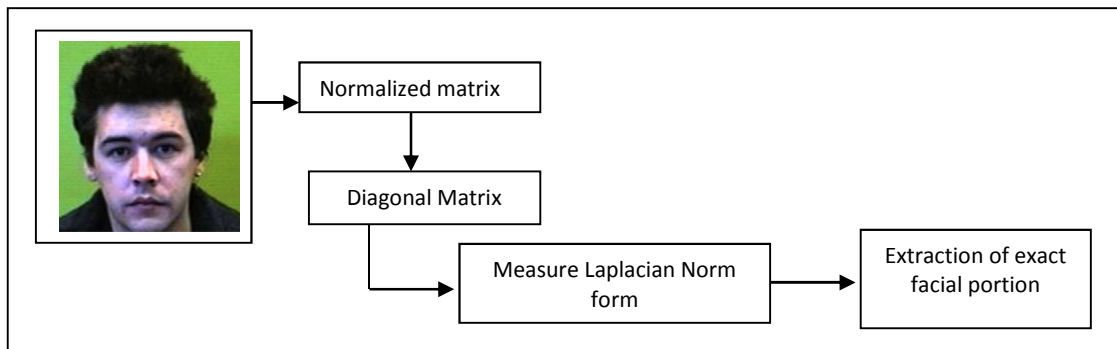 Normalized matrix
Diagonal Matrix
Measure Laplacian Norm
form
Extraction of exact
facial portion